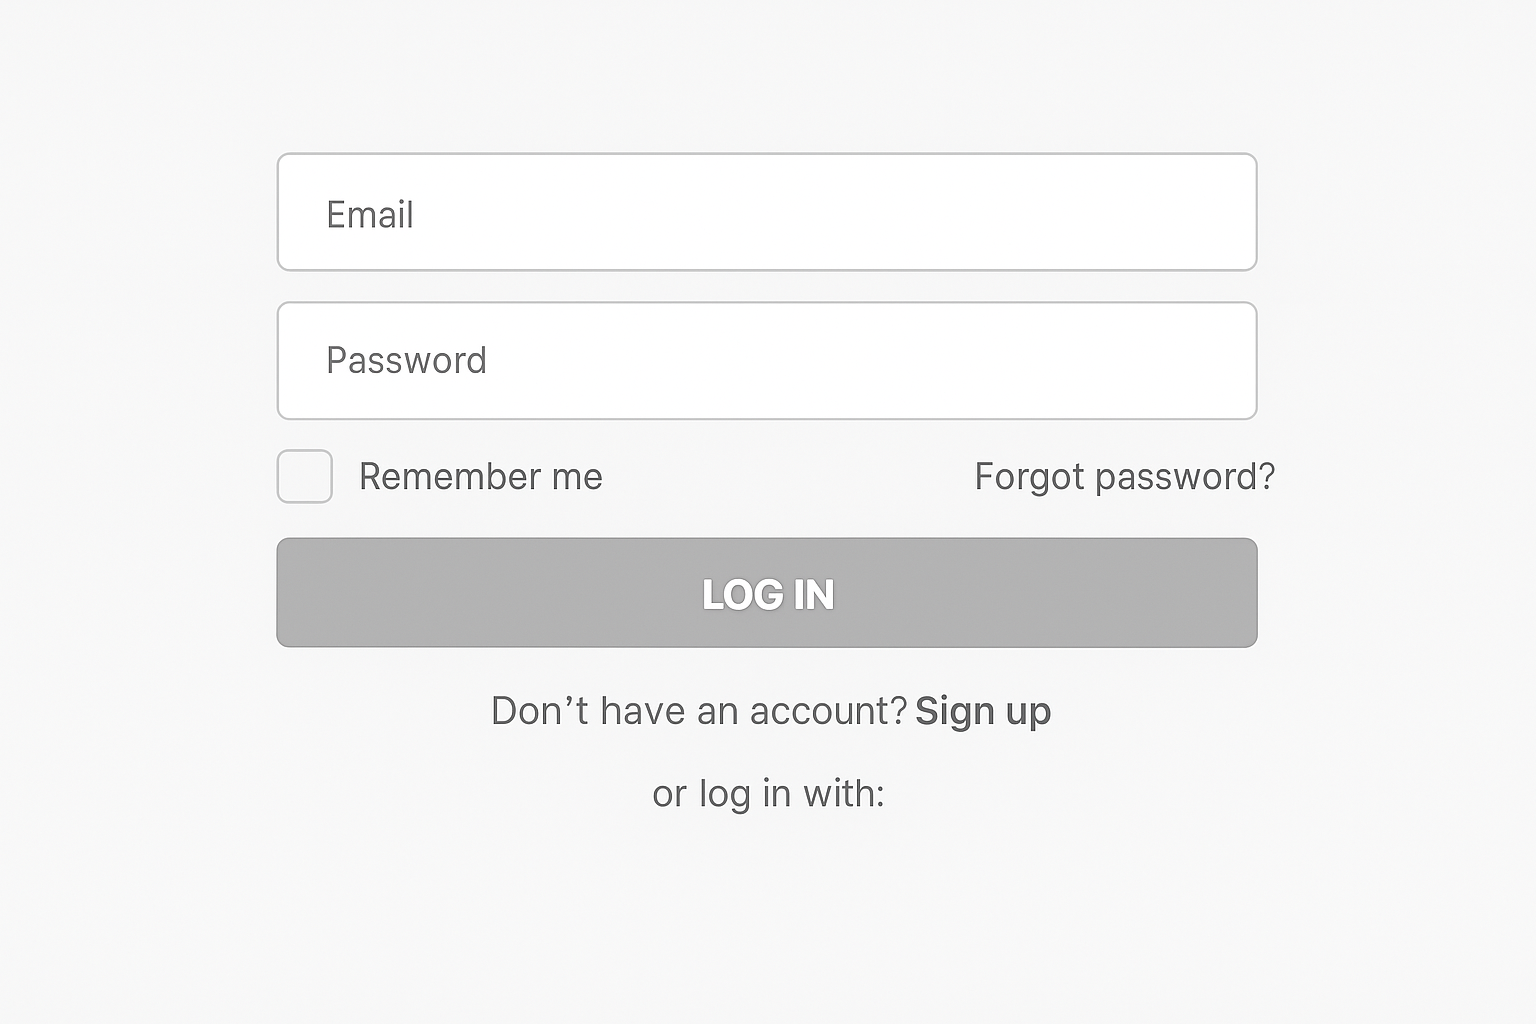 Email
Password
Remember me
Forgot password?
LOG IN
Don’t have an account? Sign up
or log in with: